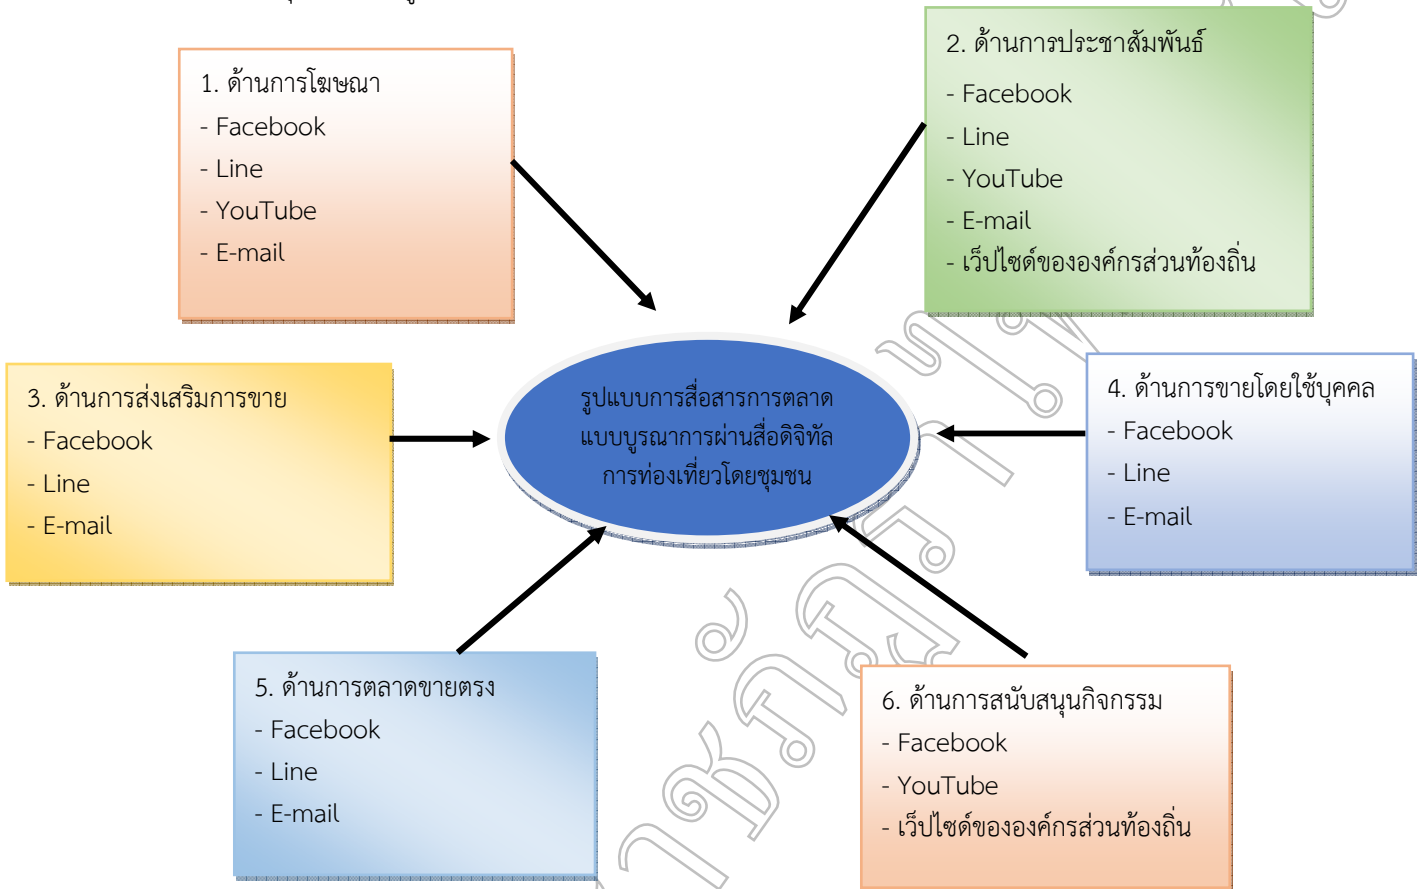 1. ด้านการโฆษณา
- Facebook
- Line
- YouTube
- E-mail
2. ด้านการประชาสัมพันธ์
- Facebook
- Line
- YouTube
- E-mail
- เว็ปไซด์ขององค์กรส่วนท้องถิ่น
3. ด้านการส่งเสริมการขาย
- Facebook
- Line
- E-mail
รูปแบบการสื่อสารการตลาด
แบบบูรณาการผ่านสื่อดิจิทัล
การท่องเที่ยวโดยชุมชน
4. ด้านการขายโดยใช้บุคคล
- Facebook
- Line
- E-mail
5. ด้านการตลาดขายตรง
- Facebook
- Line
- E-mail
6. ด้านการสนับสนุนกิจกรรม
- Facebook
- YouTube
- เว็ปไซด์ขององค์กรส่วนท้องถิ่น